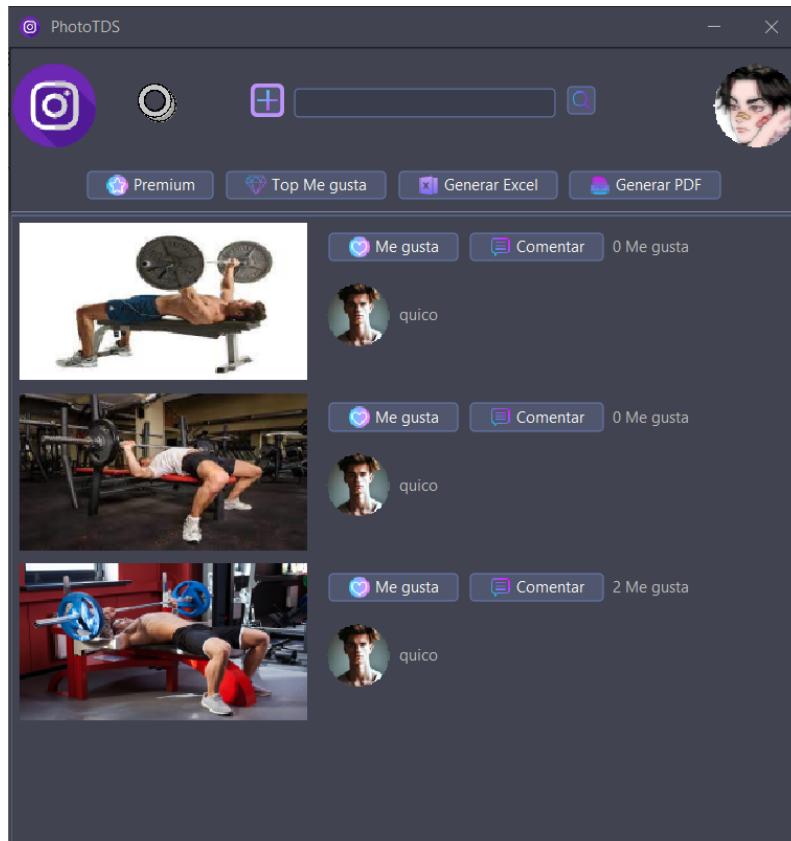 PhotoTDS
Premium
Top Me gusta
Generar Excel
Generar PDF
Me gusta
Comentar
0 Me gusta
quico
Me gusta
Comentar
0 Me gusta
quico
Me gusta
Comentar
2 Me gusta
quico